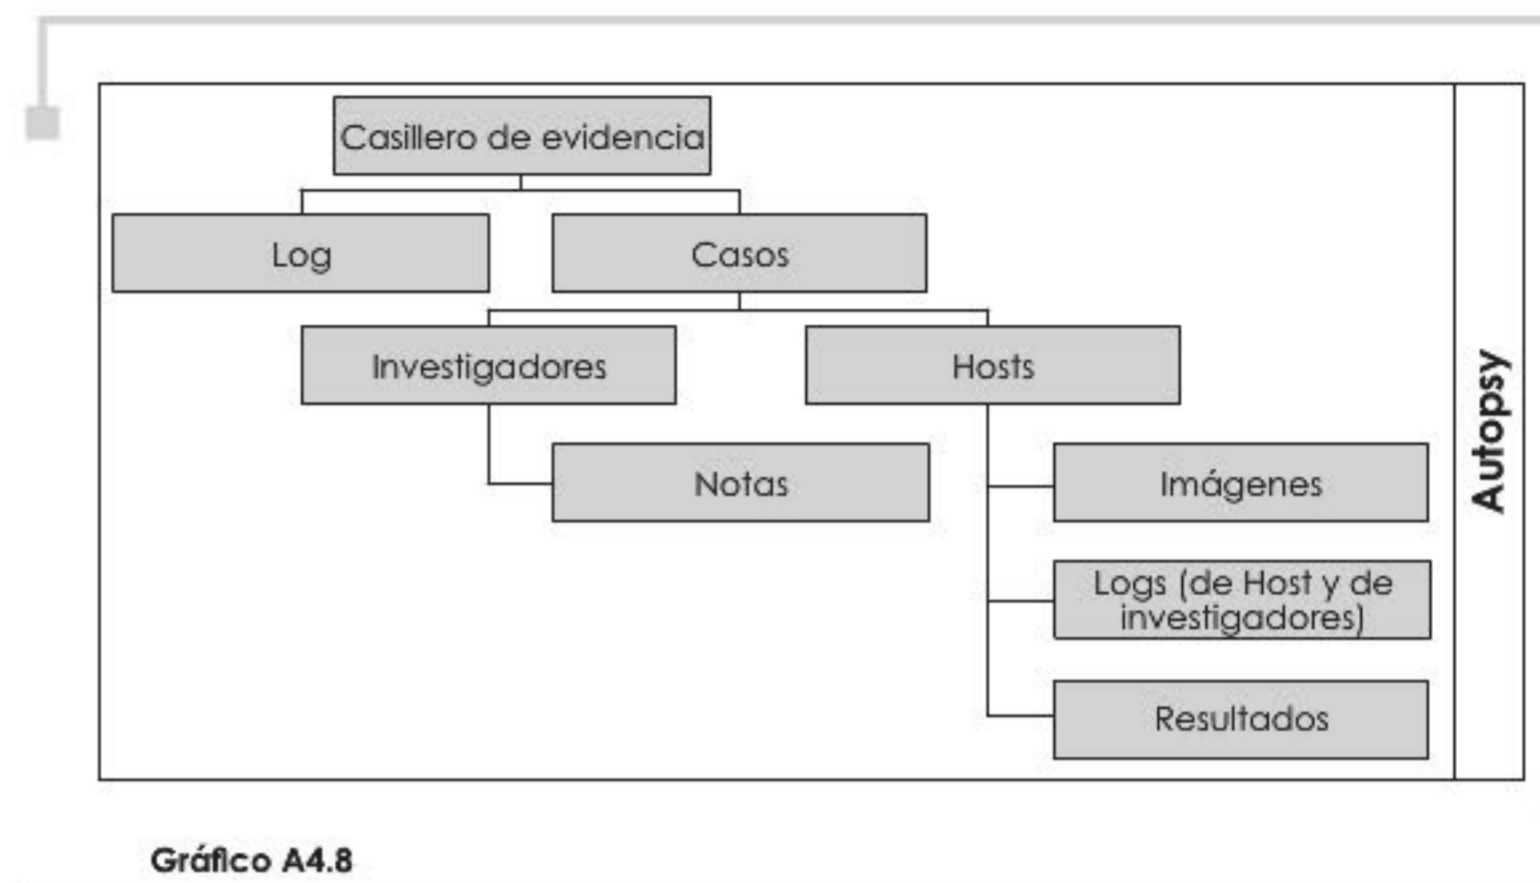 Casillero de evidencia
Log
Casos
Investigadores
Hosts
Notas
Imágenes
Logs (de Host y de
investigadores)
Resultados
Autopsy
Gráfico A4.8